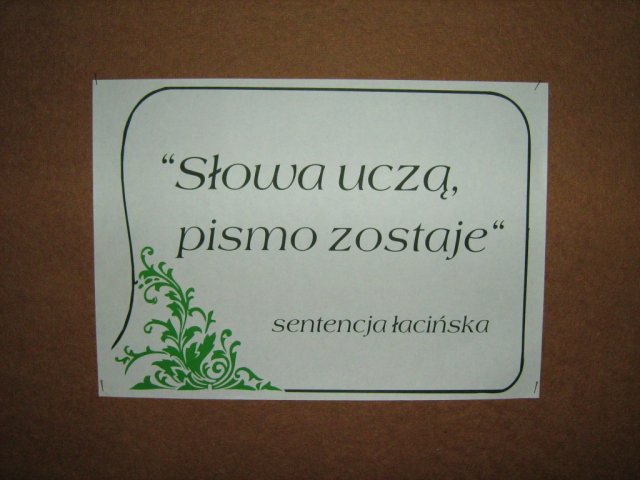 “Słowa uczą,
pismo zostaje“
sentencja łacińska